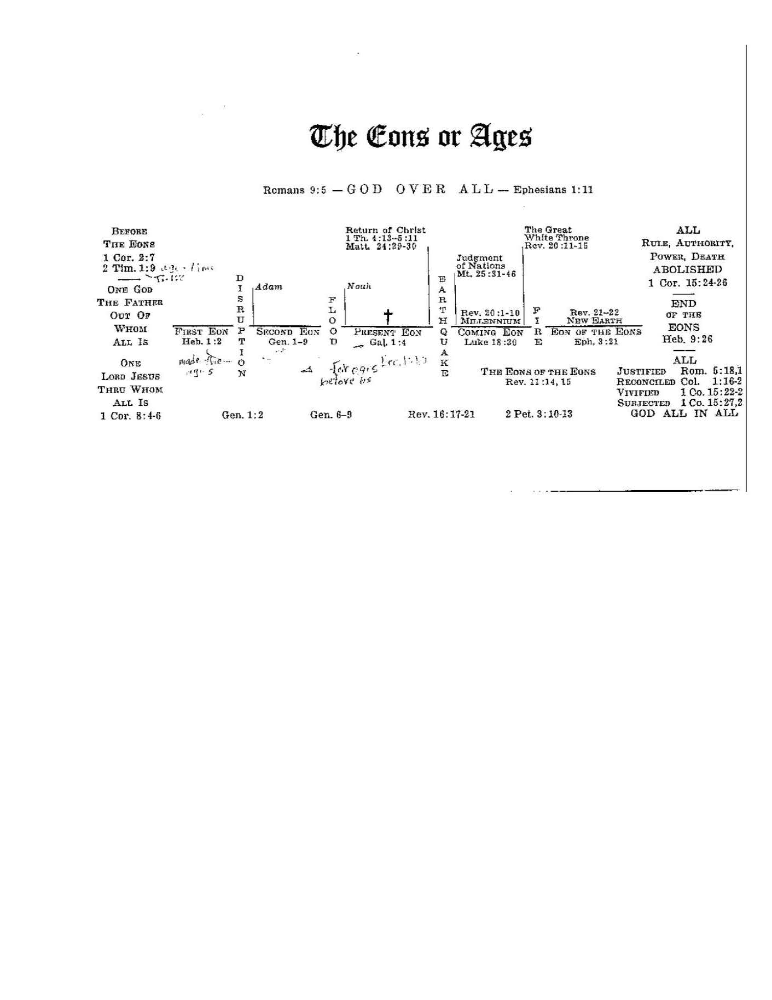 The Eons or Ages
Romans 9:5 — GOD OVER ALL — Ephesians 1:11
BEFORE
THE EONS
1 Cor. 2:7
2 Tim. 1:9
ONE GOD
THE FATHER
OUT OF
WHOM
ALL IS
ONE
LORD JESUS
THRU WHOM
ALL IS
1 Cor. 8:4-6
FIRST EON
Heb. 1:2
made the
ages
DISRUPTION
Gen. 1:2
Adam
SECOND EON
Gen. 1–9
FLOOD
Gen. 6–9
Return of Christ
1 Th. 4:13–5:11
Matt. 24:29-30
Noah
✝
PRESENT EON
Gal. 1:4
for ages
before us
EARTHQUAKE
Rev. 16:17-21
Judgment
of Nations
Mt. 25:31-46
Rev. 20:1-10
MILLENNIUM
COMING EON
Luke 18:30
The Great
White Throne
Rev. 20:11-15
FIRE
2 Pet. 3:10-13
Rev. 21–22
NEW EARTH
EON OF THE EONS
Eph. 3:21
THE EONS OF THE EONS
Rev. 11:14, 15
ALL
RULE, AUTHORITY,
POWER, DEATH
ABOLISHED
1 Cor. 15:24-26
END
OF THE
EONS
Heb. 9:26
ALL
JUSTIFIED Rom. 5:18,1
RECONCILED Col. 1:16-2
VIVIFIED 1 Co. 15:22-2
SUBJECTED 1 Co. 15:27,2
GOD ALL IN ALL